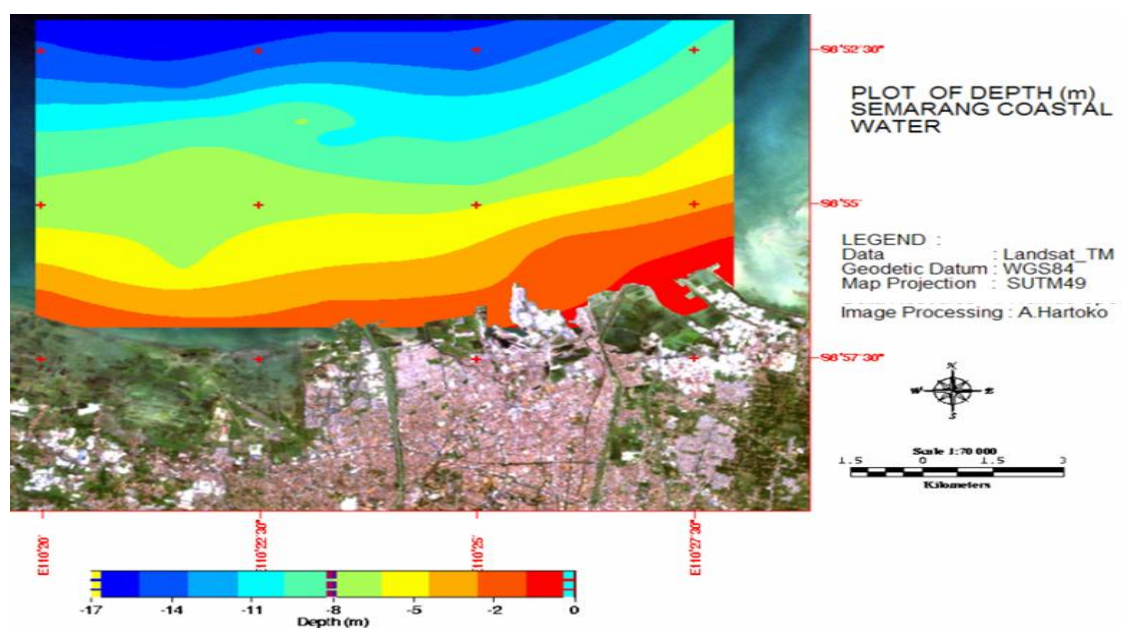 S6°52'30"
PLOT OF DEPTH (m)
SEMARANG COASTAL
WATER
S6°55'
LEGEND :
Data : Landsat_TM
Geodetic Datum : WGS84
Map Projection : SUTM49
Image Processing : A.Hartoko
S6°57'30"
N
W E
S
Scale 1:70 000
1.5 0 1.5 3
Kilometers
E110°20' E110°22'30" E110°25' E110°27'30"
-17 -14 -11 -8 -5 -2 0
Depth (m)